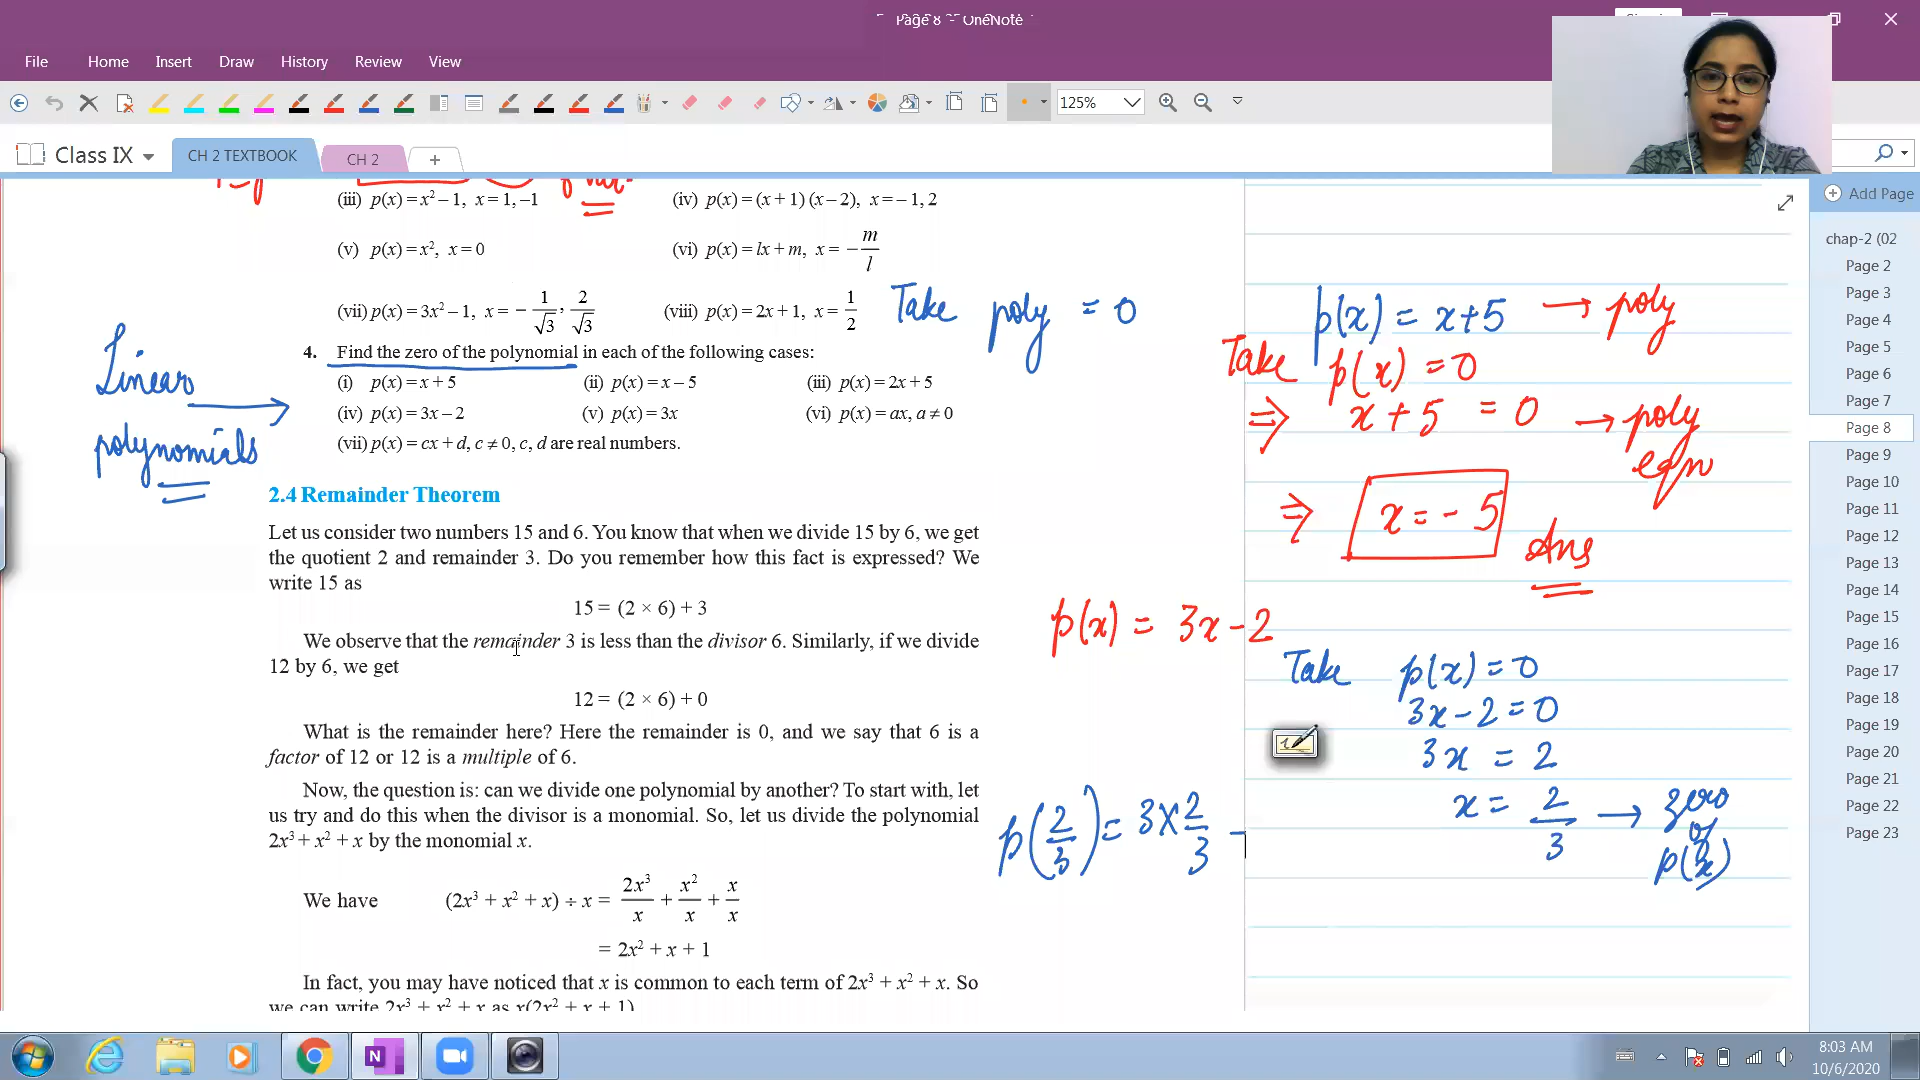 Page 8 - OneNote
File Home Insert Draw History Review View
125%
Class IX CH 2 TEXTBOOK CH 2 +
Add Page
chap-2 (02
Page 2
Page 3
Page 4
Page 5
Page 6
Page 7
Page 8
Page 9
Page 10
Page 11
Page 12
Page 13
Page 14
Page 15
Page 16
Page 17
Page 18
Page 19
Page 20
Page 21
Page 22
Page 23
(iii) p(x) = x² – 1, x = 1, –1 (iv) p(x) = (x + 1) (x – 2), x = – 1, 2
(v) p(x) = x², x = 0 (vi) p(x) = lx + m, x = – m/l
(vii) p(x) = 3x² – 1, x = – 1/√3, 2/√3 (viii) p(x) = 2x + 1, x = 1/2
Take poly = 0
4. Find the zero of the polynomial in each of the following cases:
(i) p(x) = x + 5 (ii) p(x) = x – 5 (iii) p(x) = 2x + 5
(iv) p(x) = 3x – 2 (v) p(x) = 3x (vi) p(x) = ax, a ≠ 0
(vii) p(x) = cx + d, c ≠ 0, c, d are real numbers.
Linear
polynomials
2.4 Remainder Theorem
Let us consider two numbers 15 and 6. You know that when we divide 15 by 6, we get
the quotient 2 and remainder 3. Do you remember how this fact is expressed? We
write 15 as
15 = (2 × 6) + 3
We observe that the remainder 3 is less than the divisor 6. Similarly, if we divide
12 by 6, we get
12 = (2 × 6) + 0
What is the remainder here? Here the remainder is 0, and we say that 6 is a
factor of 12 or 12 is a multiple of 6.
Now, the question is: can we divide one polynomial by another? To start with, let
us try and do this when the divisor is a monomial. So, let us divide the polynomial
2x³ + x² + x by the monomial x.
We have (2x³ + x² + x) ÷ x = 2x³/x + x²/x + x/x
= 2x² + x + 1
In fact, you may have noticed that x is common to each term of 2x³ + x² + x. So
we can write 2x³ + x² + x as x(2x² + x + 1).
p(x) = x+5 → poly
Take p(x) = 0
⇒ x + 5 = 0 → poly
eqn
⇒ x = - 5
Ans
p(x) = 3x - 2
Take p(x) = 0
3x - 2 = 0
3x = 2
x = 2/3 → zero
of
p(x)
p(2/3) = 3 × 2/3 -
8:03 AM
10/6/2020